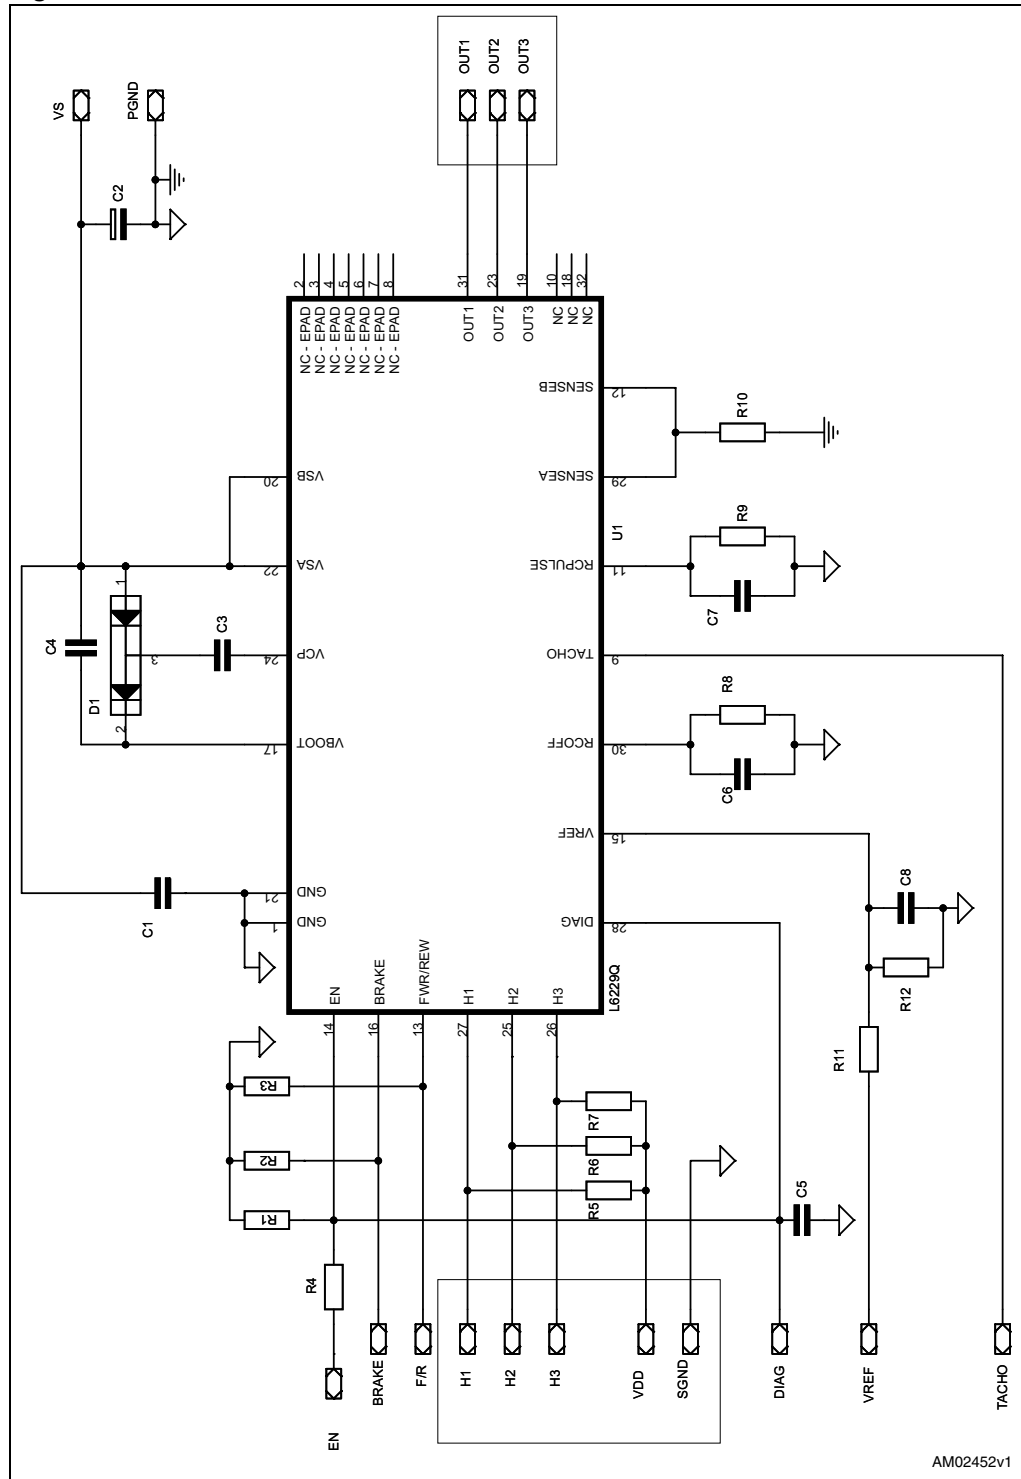 OUT1
OUT2
OUT3
VS
PGND
C2
2
3
4
5
6
7
8
31
23
19
10
18
32
NC - EPAD
NC - EPAD
NC - EPAD
NC - EPAD
NC - EPAD
NC - EPAD
NC - EPAD
OUT1
OUT2
OUT3
NC
NC
NC
SENSEB
12
R10
20
VSB
SENSEA
29
U1
R9
1
22
VSA
RCPULSE
11
C7
C4
C3
3
24
VCP
TACHO
9
D1
2
R8
17
VBOOT
RCOFF
30
C6
VREF
15
C1
21
GND
C8
1
GND
DIAG
28
R12
EN
BRAKE
FWR/REW
H1
H2
H3
L6229Q
14
16
13
27
25
26
R11
R3
R7
R2
R6
R1
R5
C5
R4
EN
BRAKE
F/R
H1
H2
H3
VDD
SGND
DIAG
VREF
TACHO
AM02452v1